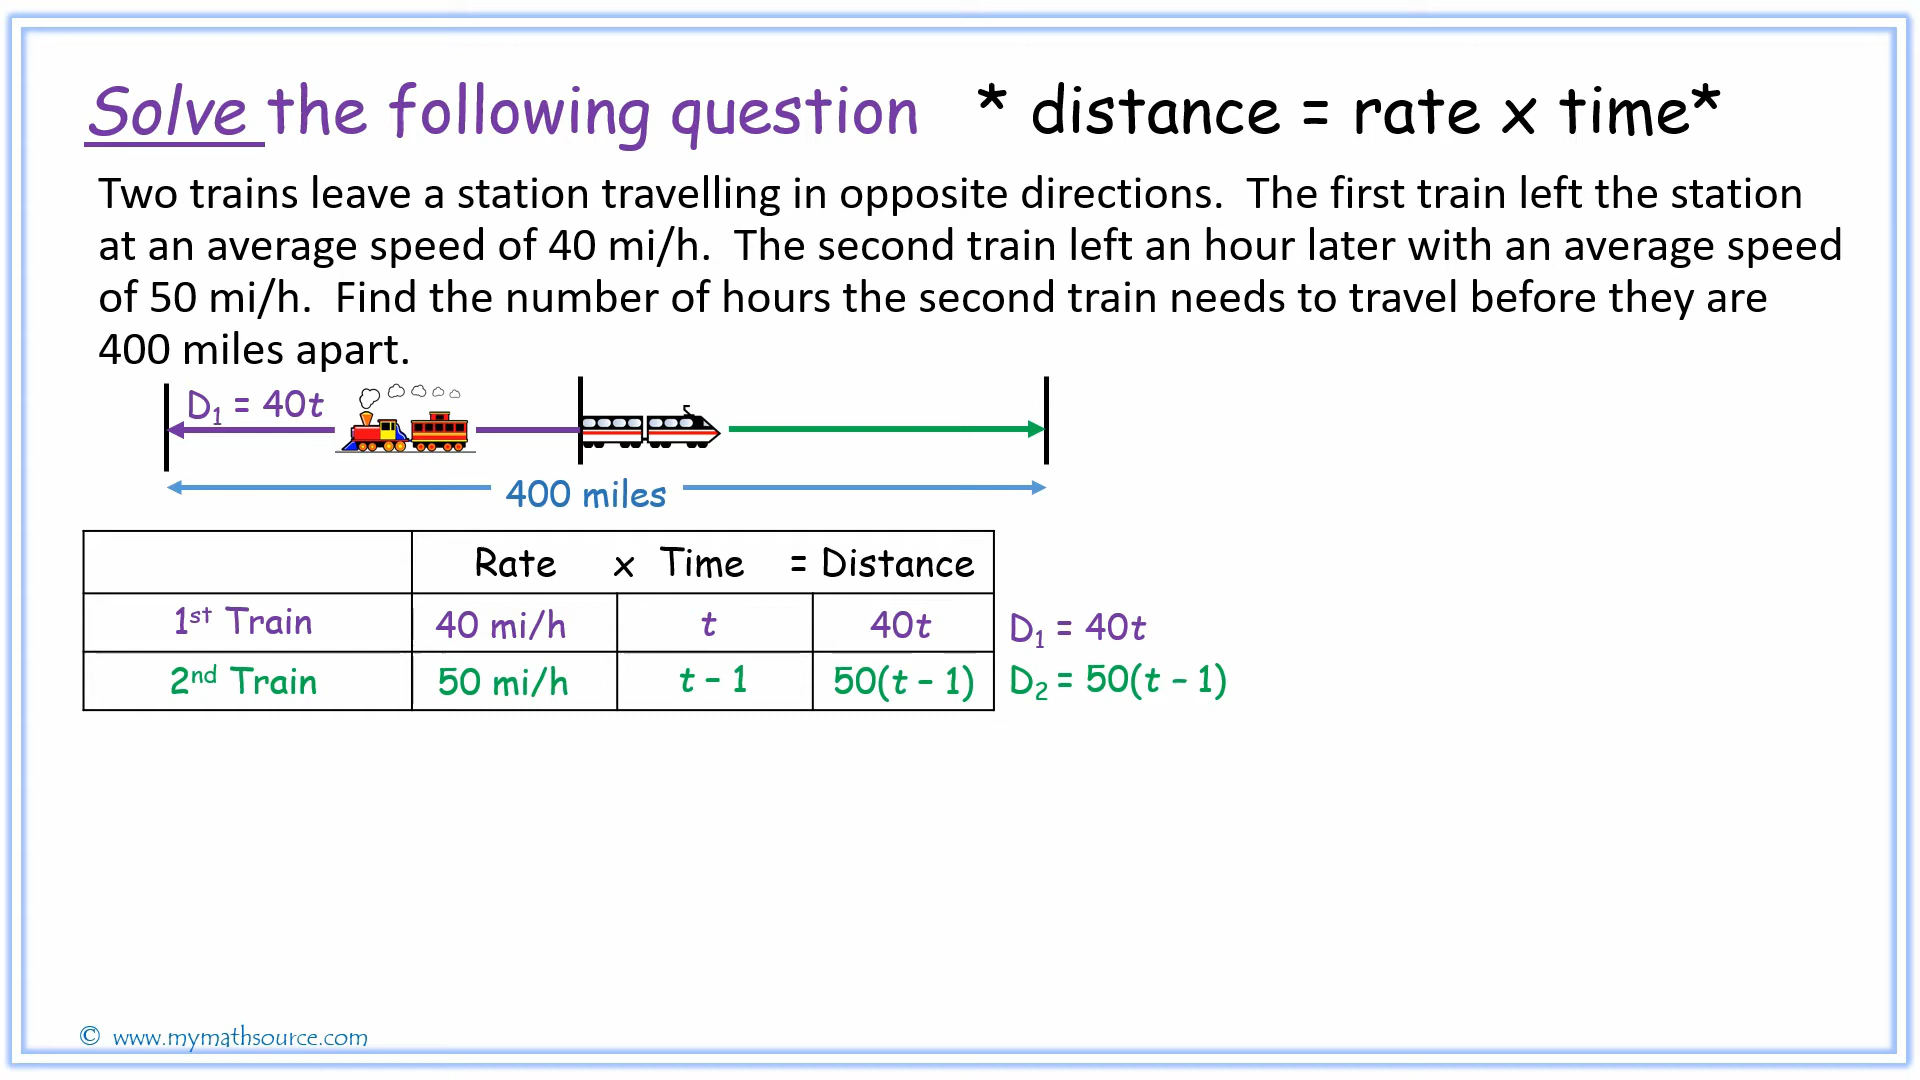 Solve the following question * distance = rate x time*
Two trains leave a station travelling in opposite directions. The first train left the station
at an average speed of 40 mi/h. The second train left an hour later with an average speed
of 50 mi/h. Find the number of hours the second train needs to travel before they are
400 miles apart.
D₁ = 40t
400 miles
Rate x Time = Distance
1st Train 40 mi/h t 40t D₁ = 40t
2nd Train 50 mi/h t – 1 50(t – 1) D₂ = 50(t – 1)
© www.mymathsource.com